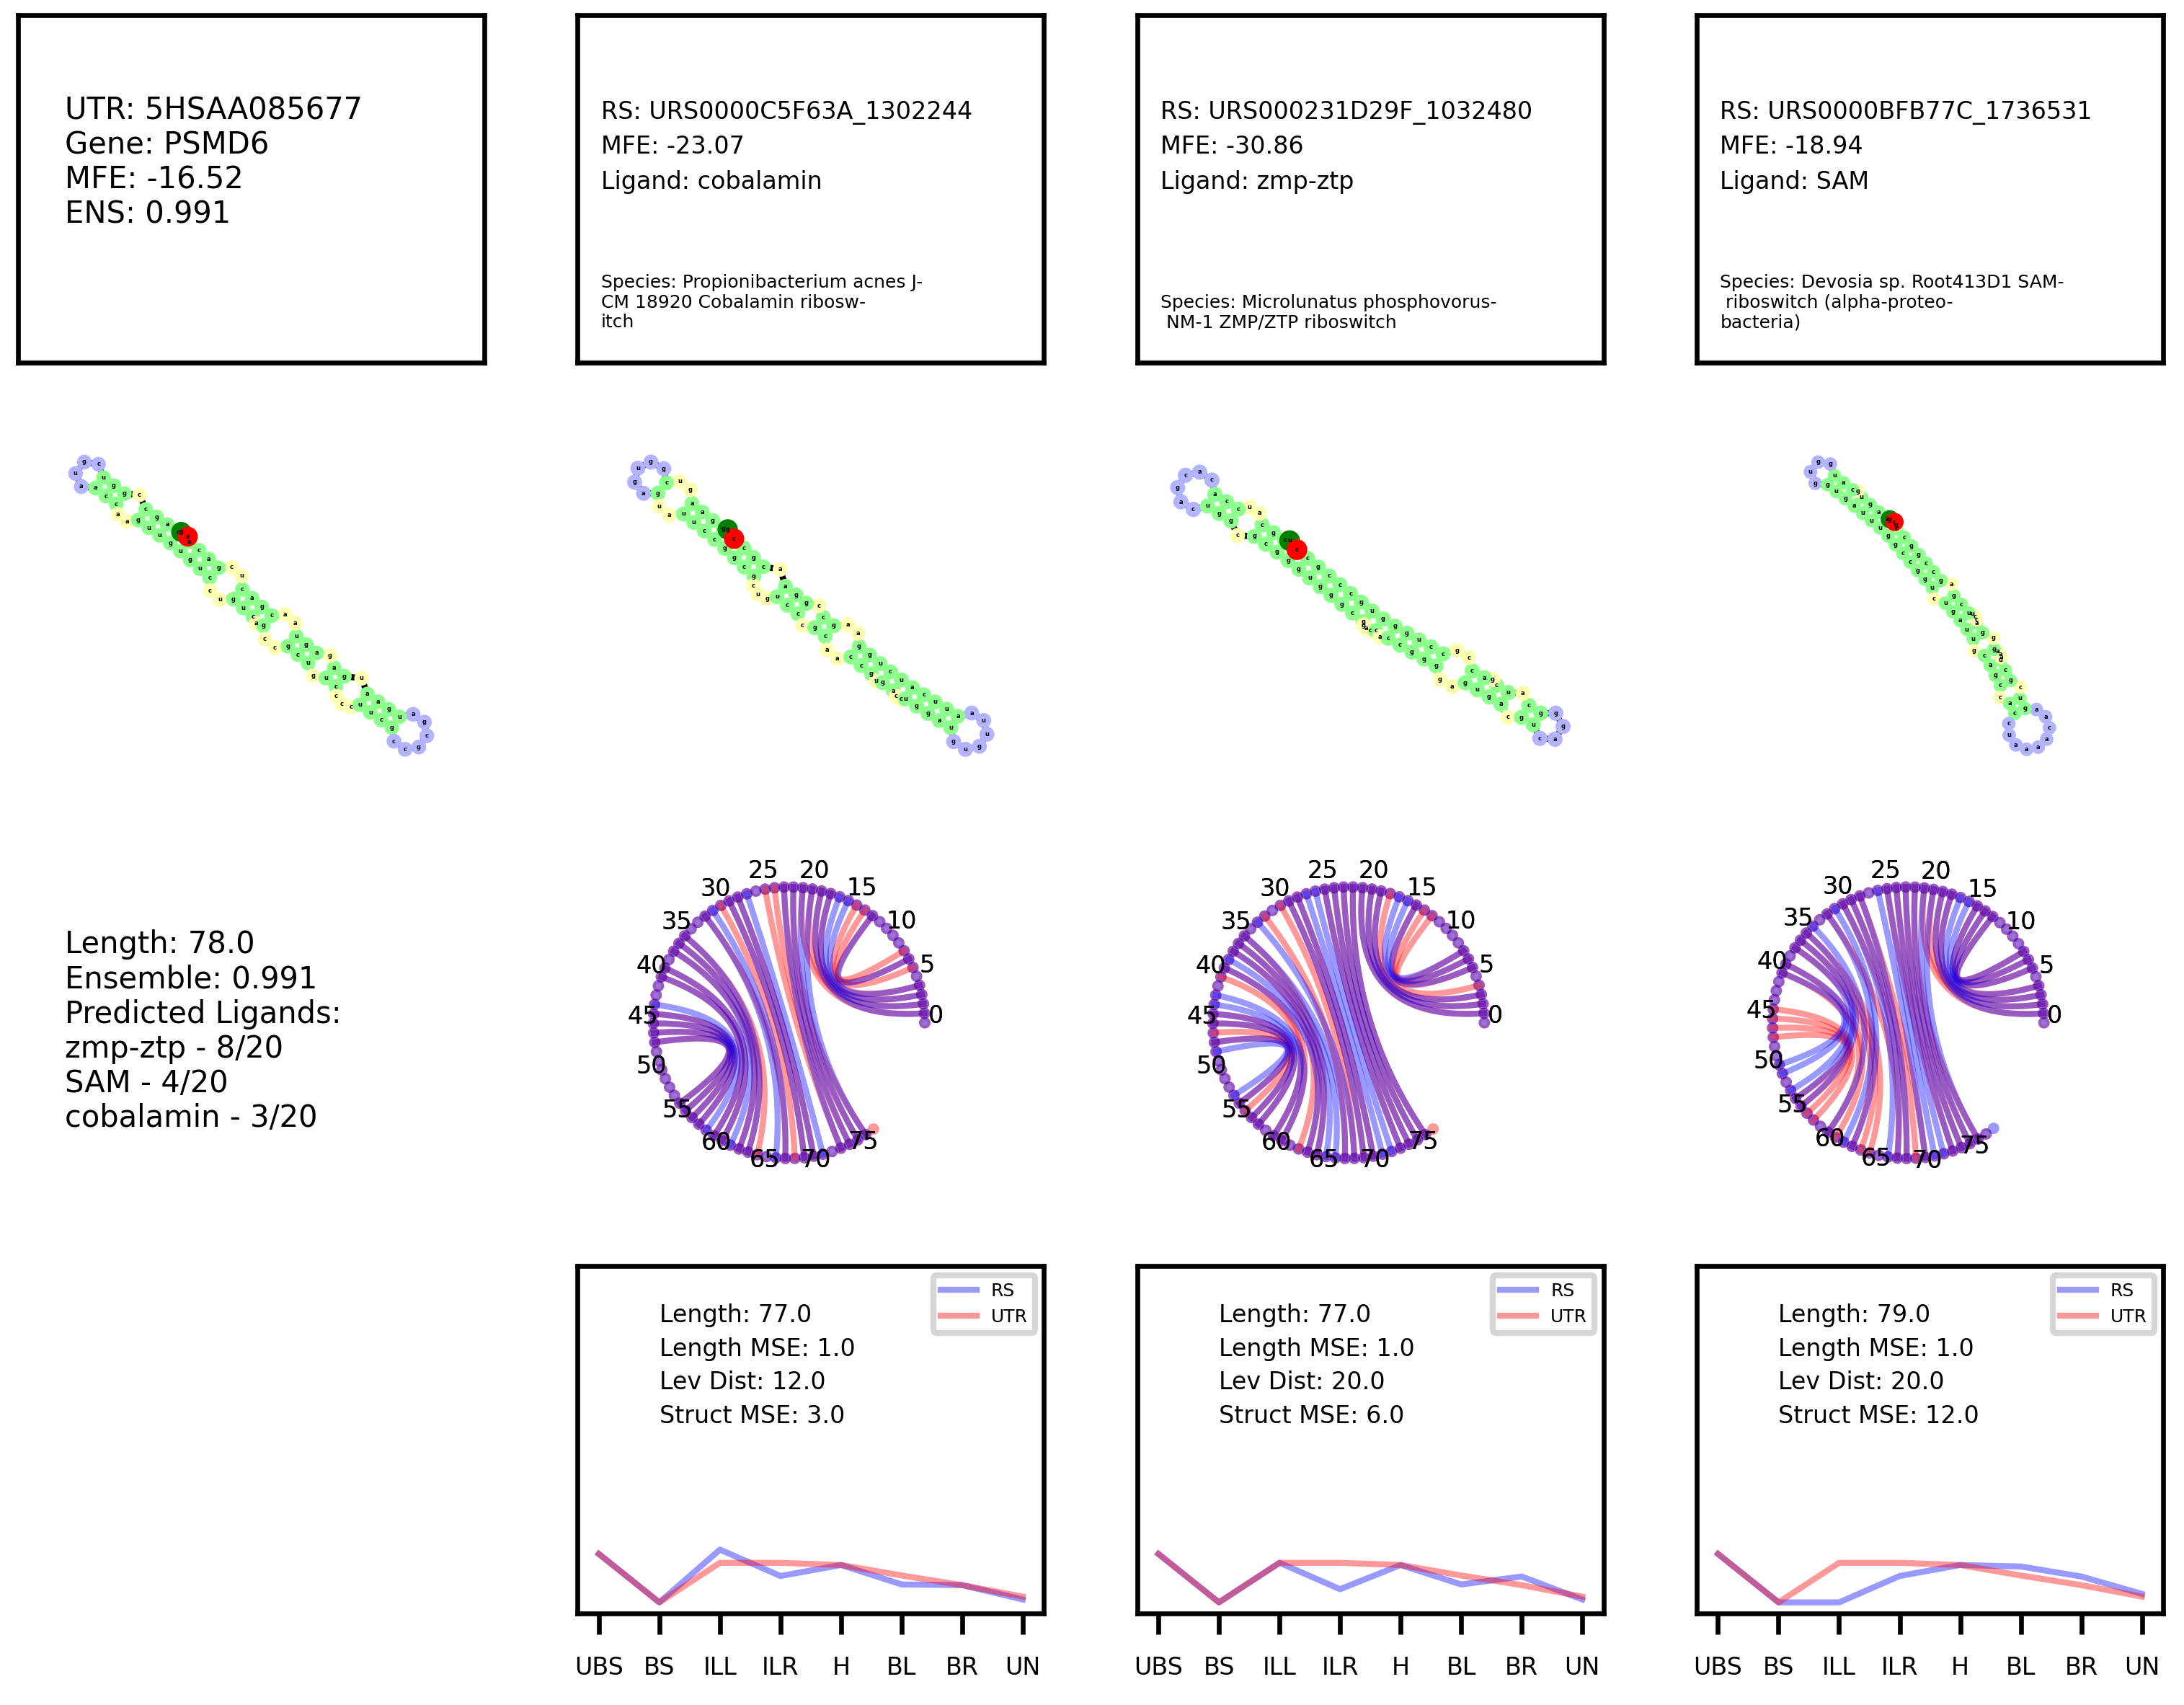 UTR: 5HSAA085677
Gene: PSMD6
MFE: -16.52
ENS: 0.991
RS: URS0000C5F63A_1302244
MFE: -23.07
Ligand: cobalamin
Species: Propionibacterium acnes J-
CM 18920 Cobalamin ribosw-
itch
RS: URS000231D29F_1032480
MFE: -30.86
Ligand: zmp-ztp
Species: Microlunatus phosphovorus-
NM-1 ZMP/ZTP riboswitch
RS: URS0000BFB77C_1736531
MFE: -18.94
Ligand: SAM
Species: Devosia sp. Root413D1 SAM-
riboswitch (alpha-proteo-
bacteria)
Length: 78.0
Ensemble: 0.991
Predicted Ligands:
zmp-ztp - 8/20
SAM - 4/20
cobalamin - 3/20
0
5
10
15
20
25
30
35
40
45
50
55
60
65
70
75
0
5
10
15
20
25
30
35
40
45
50
55
60
65
70
75
0
5
10
15
20
25
30
35
40
45
50
55
60
65
70
75
RS
UTR
Length: 77.0
Length MSE: 1.0
Lev Dist: 12.0
Struct MSE: 3.0
UBS BS ILL ILR H BL BR UN
RS
UTR
Length: 77.0
Length MSE: 1.0
Lev Dist: 20.0
Struct MSE: 6.0
UBS BS ILL ILR H BL BR UN
RS
UTR
Length: 79.0
Length MSE: 1.0
Lev Dist: 20.0
Struct MSE: 12.0
UBS BS ILL ILR H BL BR UN